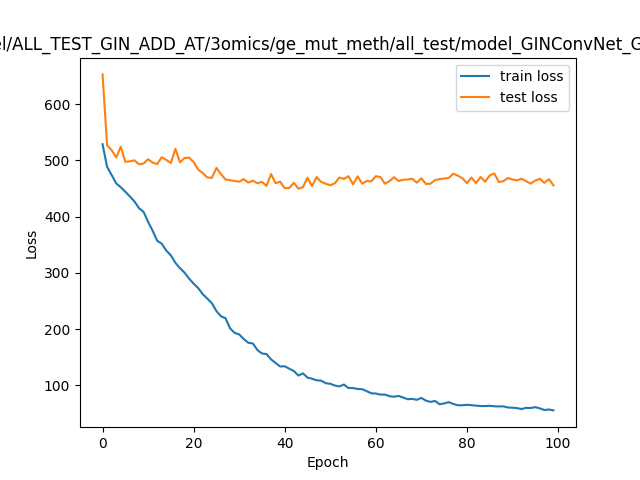 el/ALL_TEST_GIN_ADD_AT/3omics/ge_mut_meth/all_test/model_GINConvNet_G
train loss
test loss
600
500
400
300
200
100
Loss
0 20 40 60 80 100
Epoch